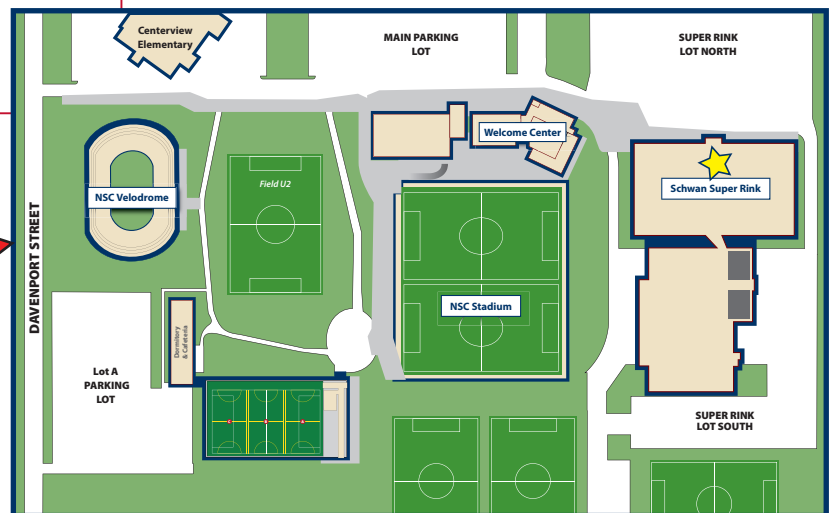 Centerview
Elementary
MAIN PARKING
LOT
SUPER RINK
LOT NORTH
Welcome Center
Schwan Super Rink
NSC Velodrome
Field U2
DAVENPORT STREET
NSC Stadium
Dormitory
& Cafeteria
Lot A
PARKING
LOT
SUPER RINK
LOT SOUTH